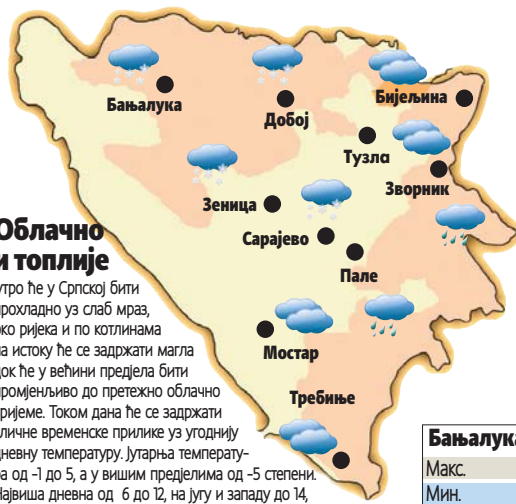 Бањалука
Добој
Бијељина
Тузла
Зворник
Зеница
Сарајево
Пале
Мостар
Требиње
Облачно
и топлије
утро ће у Српској бити
прохладно уз слаб мраз,
око ријека и по котлинама
на истоку ће се задржати магла
док ће у већини предјела бити
промјенљиво до претежно облачно
вријеме. Током дана ће се задржати
сличне временске прилике уз угоднију
дневну температуру. Јутарња температу-
ра од -1 до 5, а у вишим предјелима од -5 степени.
Највиша дневна од 6 до 12, на југу и западу до 14,
Бањалука
Макс.
Мин.